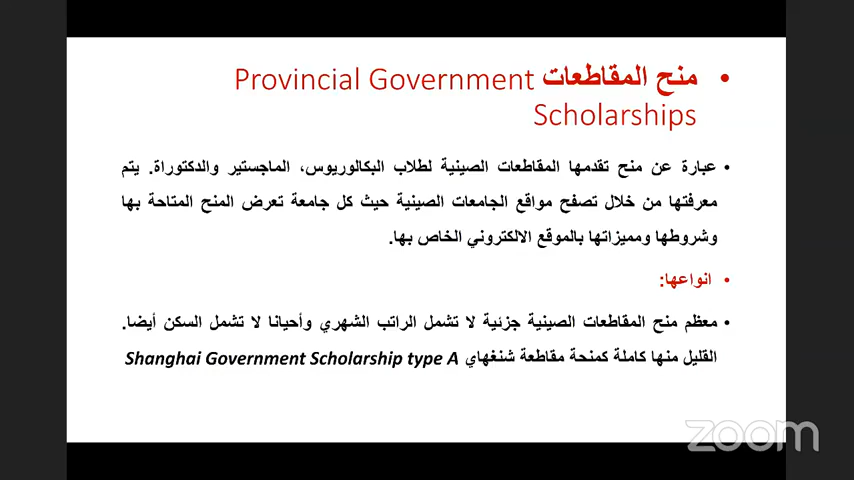 • منح المقاطعات Provincial Government
Scholarships
• عبارة عن منح تقدمها المقاطعات الصينية لطلاب البكالوريوس، الماجستير والدكتوراة. يتم
معرفتها من خلال تصفح مواقع الجامعات الصينية حيث كل جامعة تعرض المنح المتاحة بها
وشروطها ومميزاتها بالموقع الالكتروني الخاص بها.
• انواعها:
• معظم منح المقاطعات الصينية جزئية لا تشمل الراتب الشهري وأحيانا لا تشمل السكن أيضا.
القليل منها كاملة كمنحة مقاطعة شنغهاي Shanghai Government Scholarship type A
zoom